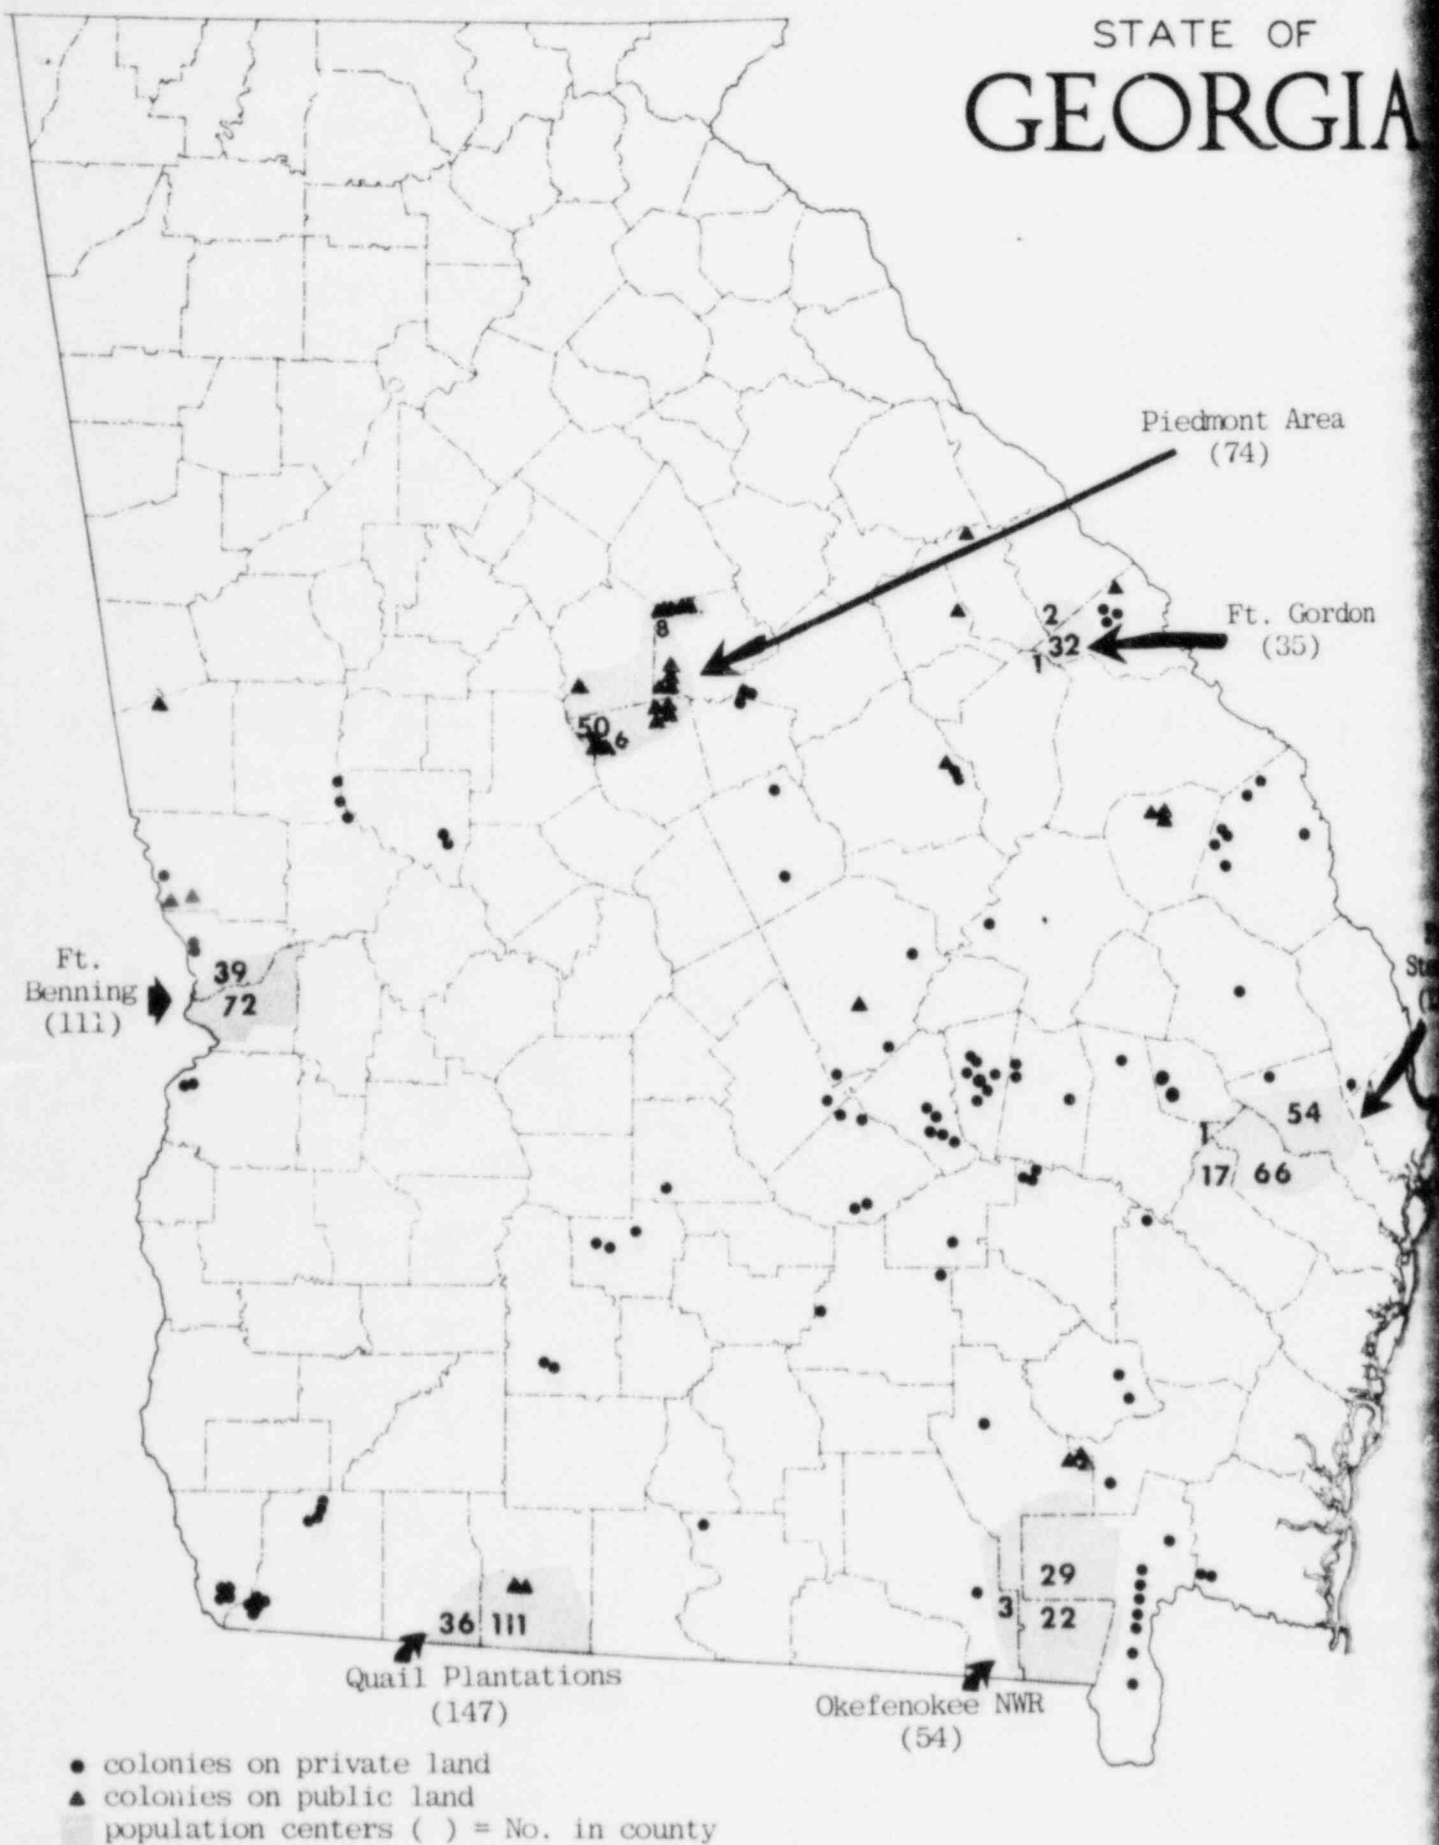 STATE OF
GEORGIA
Piedmont Area
(74)
2
Ft. Gordon
(35)
32
1
8
50
6
Ft.
Benning
(111)
39
72
54
1
17
66
29
3
22
36
111
Quail Plantations
(147)
Okefenokee NWR
(54)
colonies on private land
colonies on public land
population centers ( ) = No. in county